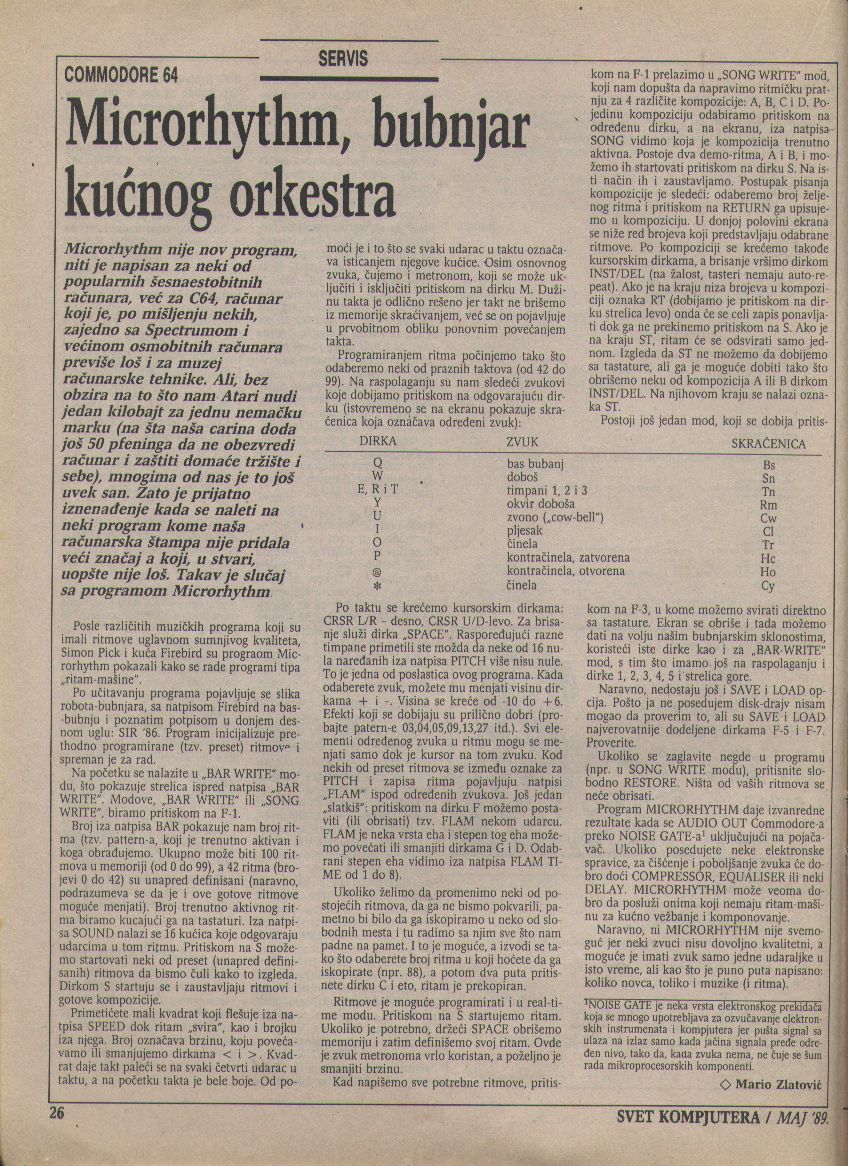 SERVIS
COMMODORE 64
Microrhythm, bubnjar
kućnog orkestra
Microrhythm nije nov program,
niti je napisan za neki od
popularnih šesnaestobitnih
računara, već za C64, računar
koji je, po mišljenju nekih,
zajedno sa Spectrumom i
većinom osmobitnih računara
previše loš i za muzej
računarske tehnike. Ali, bez
obzira na to što nam Atari nudi
jedan kilobajt za jednu nemačku
marku (na šta naša carina doda
još 50 pfeninga da ne obezvredi
računar i zaštiti domaće tržište i
sebe), mnogima od nas je to još
uvek san. Zato je prijatno
iznenađenje kada se naleti na
neki program kome naša
računarska štampa nije pridala
veći značaj a koji, u stvari,
uopšte nije loš. Takav je slučaj
sa programom Microrhythm
Posle različitih muzičkih programa koji su
imali ritmove uglavnom sumnjivog kvaliteta,
Simon Pick i kuća Firebird su prograom Mic-
rorhythm pokazali kako se rade programi tipa
„ritam-mašine".
Po učitavanju programa pojavljuje se slika
robota-bubnjara, sa natpisom Firebird na bas-
-bubnju i poznatim potpisom u donjem des-
nom uglu: SIR '86. Program inicijalizuje pre-
thodno programirane (tzv. preset) ritmove i
spreman je za rad.
Na početku se nalazite u „BAR WRITE" mo-
du, što pokazuje strelica ispred natpisa „BAR
WRITE". Modove, „BAR WRITE" ili „SONG
WRITE", biramo pritiskom na F-1.
Broj iza natpisa BAR pokazuje nam broj rit-
ma (tzv. pattern-a, koji je trenutno aktivan i
koga obrađujemo. Ukupno može biti 100 rit-
mova u memoriji (od 0 do 99), a 42 ritma (bro-
jevi 0 do 42) su unapred definisani (naravno,
podrazumeva se da je i ove gotove ritmove
moguće menjati). Broj trenutno aktivnog rit-
ma biramo kucajući ga na tastaturi. Iza natpi-
sa SOUND nalazi se 16 kućica koje odgovaraju
udarcima u tom ritmu. Pritiskom na S može-
mo startovati neki od preset (unapred defini-
sanih) ritmova da bismo čuli kako to izgleda.
Dirkom S startuju se i zaustavljaju ritmovi i
gotove kompozicije.
Primetićete mali kvadrat koji flešuje iza na-
tpisa SPEED dok ritam „svira", kao i brojku
iza njega. Broj označava brzinu, koju poveća-
vamo ili smanjujemo dirkama < i >. Kvad-
rat daje takt paleći se na svaki četvrti udarac u
taktu, a na početku takta je bele boje. Od po-
moći je i to što se svaki udarac u taktu označa-
va isticanjem njegove kućice. Osim osnovnog
zvuka, čujemo i metronom, koji se može uk-
ljučiti i isključiti pritiskom na dirku M. Duži-
nu takta je odlično rešeno jer takt ne brišemo
iz memorije skraćivanjem, već se on pojavljuje
u prvobitnom obliku ponovnim povećanjem
takta.
Programiranjem ritma počinjemo tako što
odaberemo neki od praznih taktova (od 42 do
99). Na raspolaganju su nam sledeći zvukovi
koje dobijamo pritiskom na odgovarajuću dir-
ku (istovremeno se na ekranu pokazuje skra-
ćenica koja označava određeni zvuk):
kom na F-1 prelazimo u „SONG WRITE" mod,
koji nam dopušta da napravimo ritmičku prat-
nju za 4 različite kompozicije: A, B, C i D. Po-
jedinu kompoziciju odabiramo pritiskom na
određenu dirku, a na ekranu, iza natpisa
SONG vidimo koja je kompozicija trenutno
aktivna. Postoje dva demo-ritma, A i B, i mo-
žemo ih startovati pritiskom na dirku S. Na is-
ti način ih i zaustavljamo. Postupak pisanja
kompozicije je sledeći: odaberemo broj želje-
nog ritma i pritiskom na RETURN ga upisuje-
mo u kompoziciju. U donjoj polovini ekrana
se niže red brojeva koji predstavljaju odabrane
ritmove. Po kompoziciji se krećemo takođe
kursorskim dirkama, a brisanje vršimo dirkom
INST/DEL (na žalost, tasteri nemaju auto-re-
peat). Ako je na kraju niza brojeva u kompozi-
ciji oznaka RT (dobijamo je pritiskom na dir-
ku strelica levo) onda će se celi zapis ponavlja-
ti dok ga ne prekinemo pritiskom na S. Ako je
na kraju ST, ritam će se odsvirati samo jed-
nom. Izgleda da ST ne možemo da dobijemo
sa tastature, ali ga je moguće dobiti tako što
obrišemo neku od kompozicija A ili B dirkom
INST/DEL. Na njihovom kraju se nalazi ozna-
ka ST.
Postoji još jedan mod, koji se dobija pritis-
DIRKA ZVUK SKRAĆENICA
Q bas bubanj Bs
W doboš Sn
E, R i T timpani 1, 2 i 3 Tn
Y okvir doboša Rm
U zvono („cow-bell") Cw
I pljesak Cl
O činela Tr
P kontračinela, zatvorena Hc
@ kontračinela, otvorena Ho
* činela Cy
Po taktu se krećemo kursorskim dirkama:
CRSR L/R – desno, CRSR U/D-levo. Za brisa-
nje služi dirka „SPACE". Raspoređujući razne
timpane primetili ste možda da neke od 16 nu-
la naređanih iza natpisa PITCH više nisu nule.
To je jedna od poslastica ovog programa. Kada
odaberete zvuk, možete mu menjati visinu dir-
kama + i -. Visina se kreće od -10 do +6.
Efekti koji se dobijaju su prilično dobri (pro-
bajte patern-e 03,04,05,09,13,27 itd.). Svi ele-
menti određenog zvuka u ritmu mogu se me-
njati samo dok je kursor na tom zvuku. Kod
nekih od preset ritmova se između oznake za
PITCH i zapisa ritma pojavljuju natpisi
„FLAM" ispod određenih zvukova. Još jedan
„slatkiš": pritiskom na dirku F možemo posta-
viti (ili obrisati) tzv. FLAM nekom udarcu.
FLAM je neka vrsta eha i stepen tog eha može-
mo povećati ili smanjiti dirkama G i D. Odab-
rani stepen eha vidimo iza natpisa FLAM TI-
ME od 1 do 8).
Ukoliko želimo da promenimo neki od po-
stojećih ritmova, da ga ne bismo pokvarili, pa-
metno bi bilo da ga iskopiramo u neko od slo-
bodnih mesta i tu radimo sa njim sve što nam
padne na pamet. I to je moguće, a izvodi se ta-
ko što odaberete broj ritma u koji hoćete da ga
iskopirate (npr. 88), a potom dva puta pritis-
nete dirku C i eto, ritam je prekopiran.
Ritmove je moguće programirati i u real-ti-
me modu. Pritiskom na S startujemo ritam.
Ukoliko je potrebno, držeći SPACE obrišemo
memoriju i zatim definišemo svoj ritam. Ovde
je zvuk metronoma vrlo koristan, a poželjno je
smanjiti brzinu.
Kad napišemo sve potrebne ritmove, pritis-
kom na F-3, u kome možemo svirati direktno
sa tastature. Ekran se obriše i tada možemo
dati na volju našim bubnjarskim sklonostima,
koristeći iste dirke kao i za „BAR-WRITE"
mod, s tim što imamo još na raspolaganju i
dirke 1, 2, 3, 4, 5 i strelica gore.
Naravno, nedostaju još i SAVE i LOAD op-
cija. Pošto ja ne posedujem disk-drajv nisam
mogao da proverim to, ali su SAVE i LOAD
najverovatnije dodeljene dirkama F-5 i F-7.
Proverite.
Ukoliko se zaglavite negde u programu
(npr. u SONG WRITE modu), pritisnite slo-
bodno RESTORE. Ništa od vaših ritmova se
neće obrisati.
Program MICRORHYTHM daje izvanredne
rezultate kada se AUDIO OUT Commodore-a
preko NOISE GATE-a¹ uključujući na pojača-
vač. Ukoliko posedujete neke elektronske
spravice, za čišćenje i poboljšanje zvuka će do-
bro doći COMPRESSOR, EQUALISER ili neki
DELAY. MICRORHYTHM može veoma do-
bro da posluži onima koji nemaju ritam-maši-
nu za kućno vežbanje i komponovanje.
Naravno, ni MICRORHYTHM nije svemo-
guć jer neki zvuci nisu dovoljno kvalitetni, a
moguće je imati zvuk samo jedne udaraljke u
isto vreme, ali kao što je puno puta napisano:
koliko novca, toliko i muzike (i ritma).
¹NOISE GATE je neka vrsta elektronskog prekidača
koja se mnogo upotrebljava za ozvučavanje elektron-
skih instrumenata i kompjutera jer pušta signal sa
ulaza na izlaz samo kada jačina signala pređe odre-
đen nivo, tako da, kada zvuka nema, ne čuje se šum
rada mikroprocesorskih komponenti.
◇ Mario Zlatović
26
SVET KOMPJUTERA / MAJ '89.